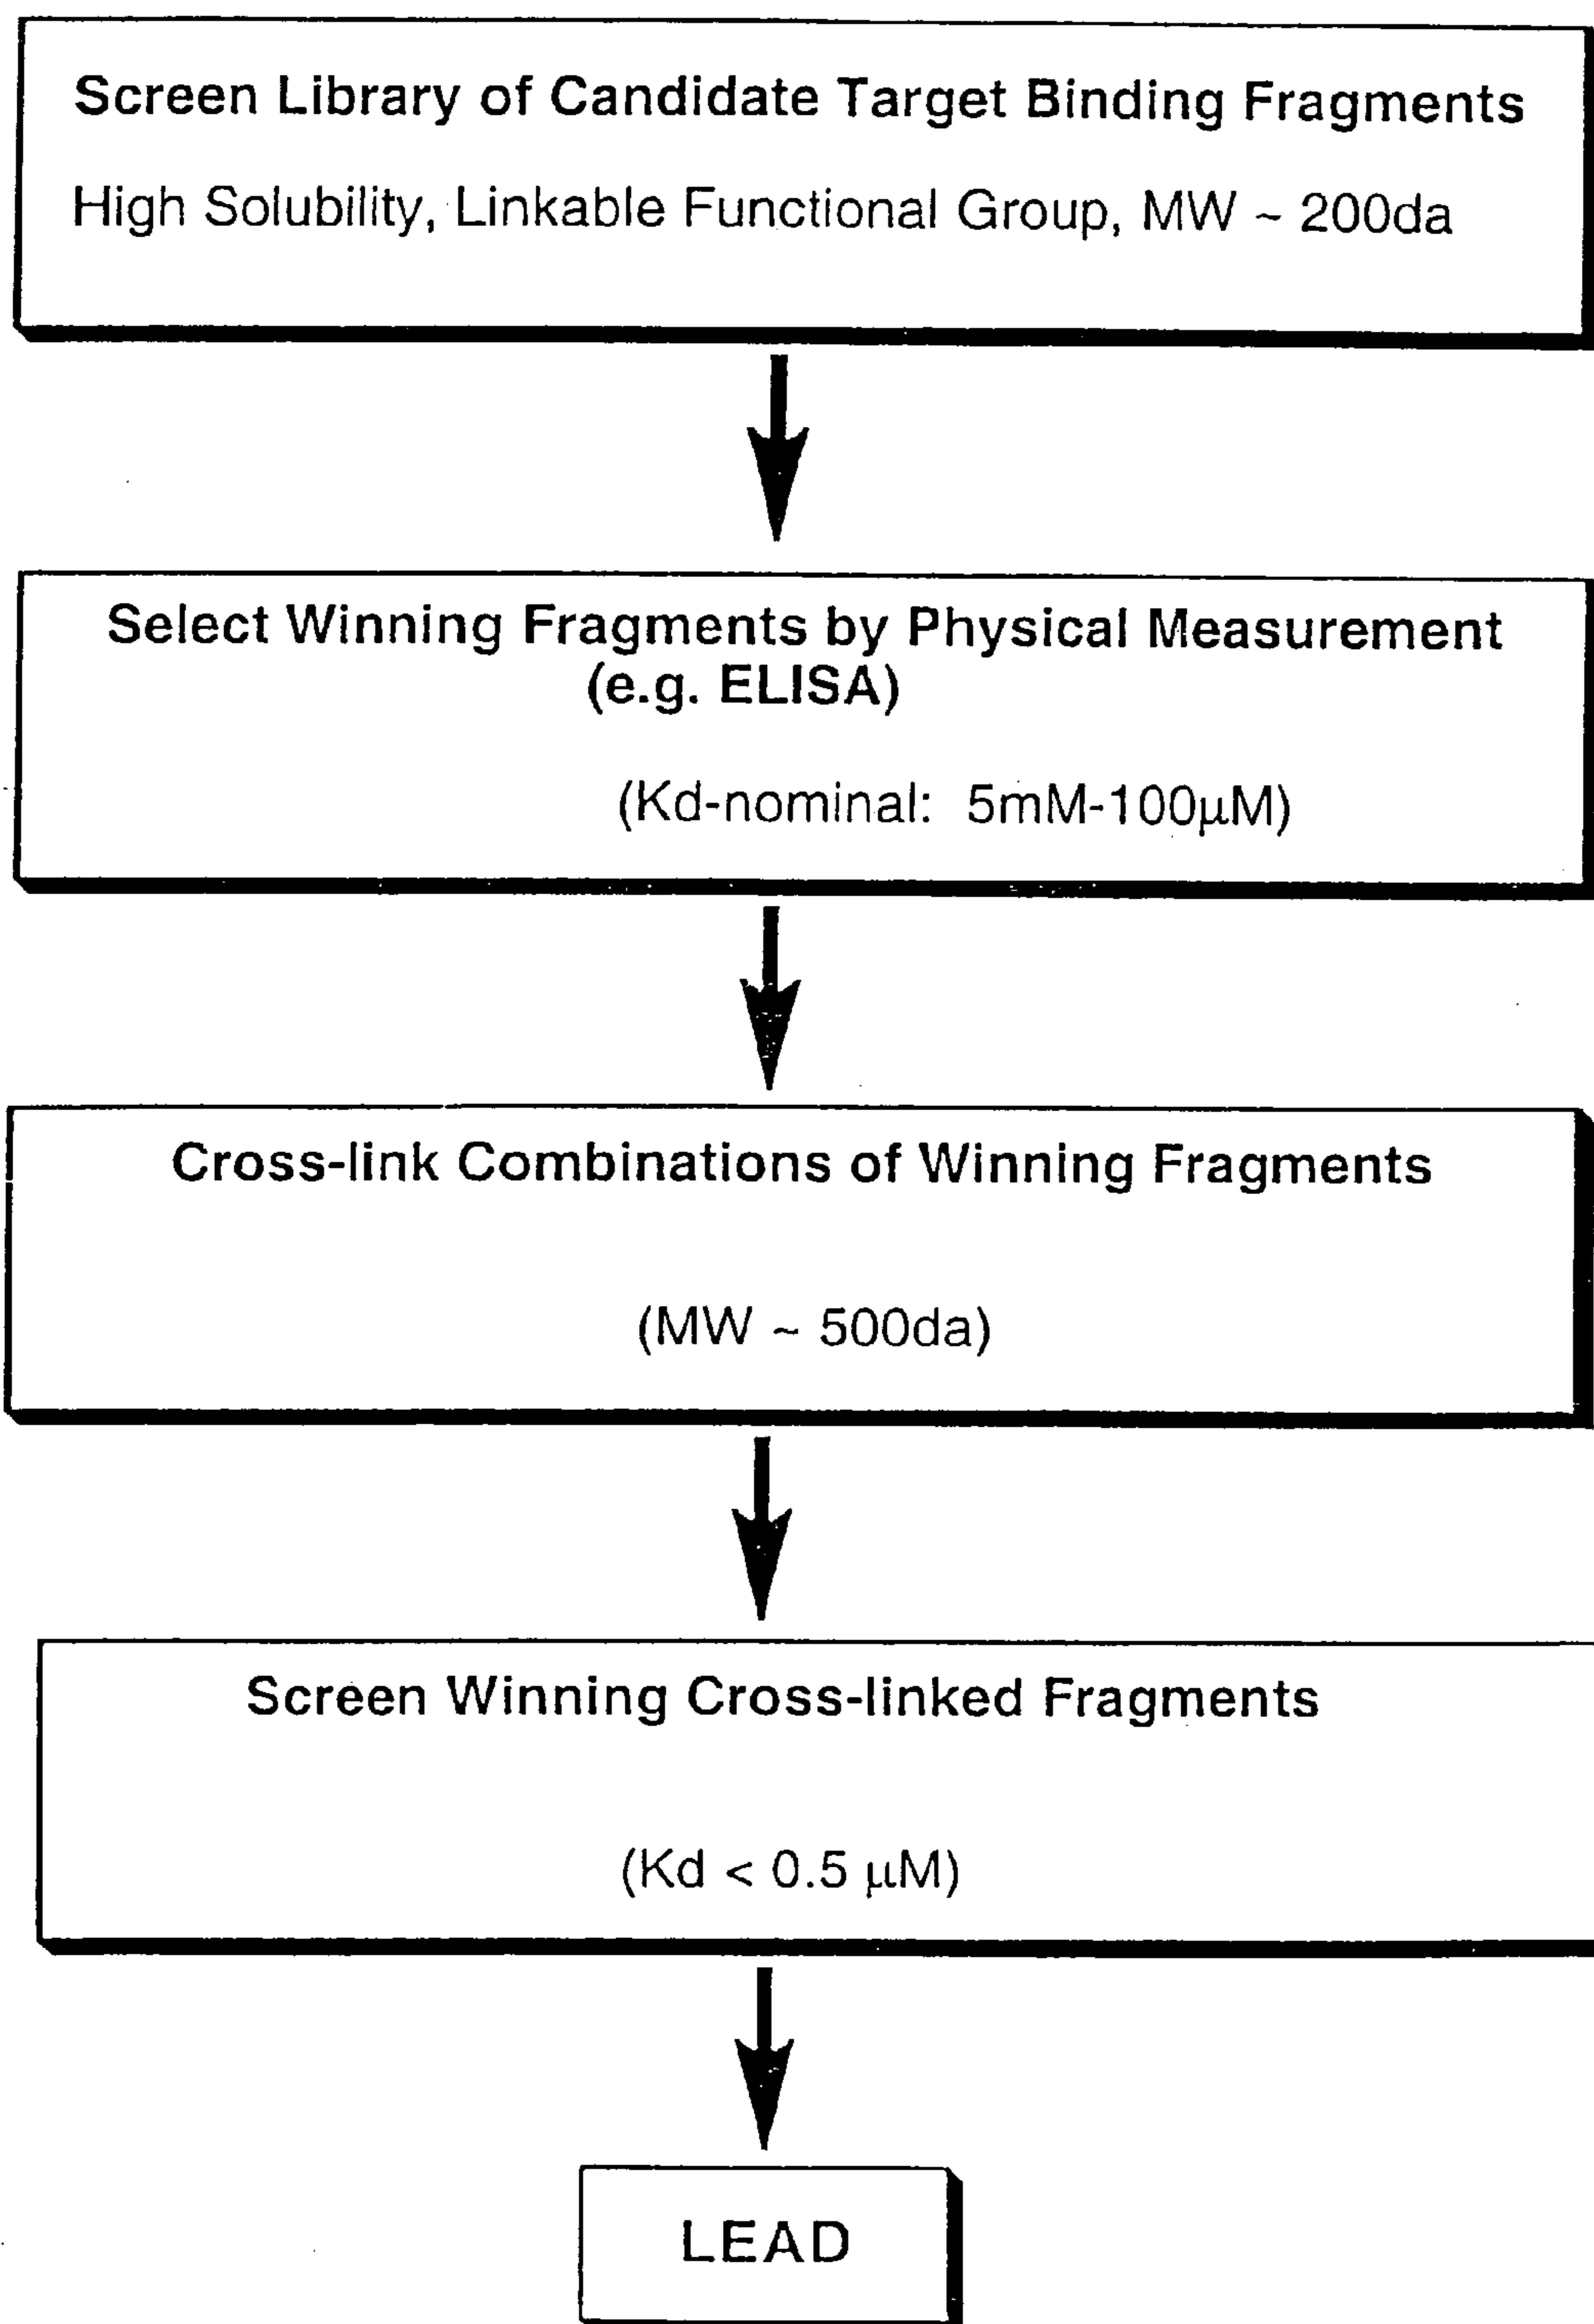 Screen Library of Candidate Target Binding Fragments
High Solubility, Linkable Functional Group, MW ~ 200da
Select Winning Fragments by Physical Measurement
(e.g. ELISA)
(Kd-nominal: 5mM-100μM)
Cross-link Combinations of Winning Fragments
(MW ~ 500da)
Screen Winning Cross-linked Fragments
(Kd < 0.5 μM)
LEAD